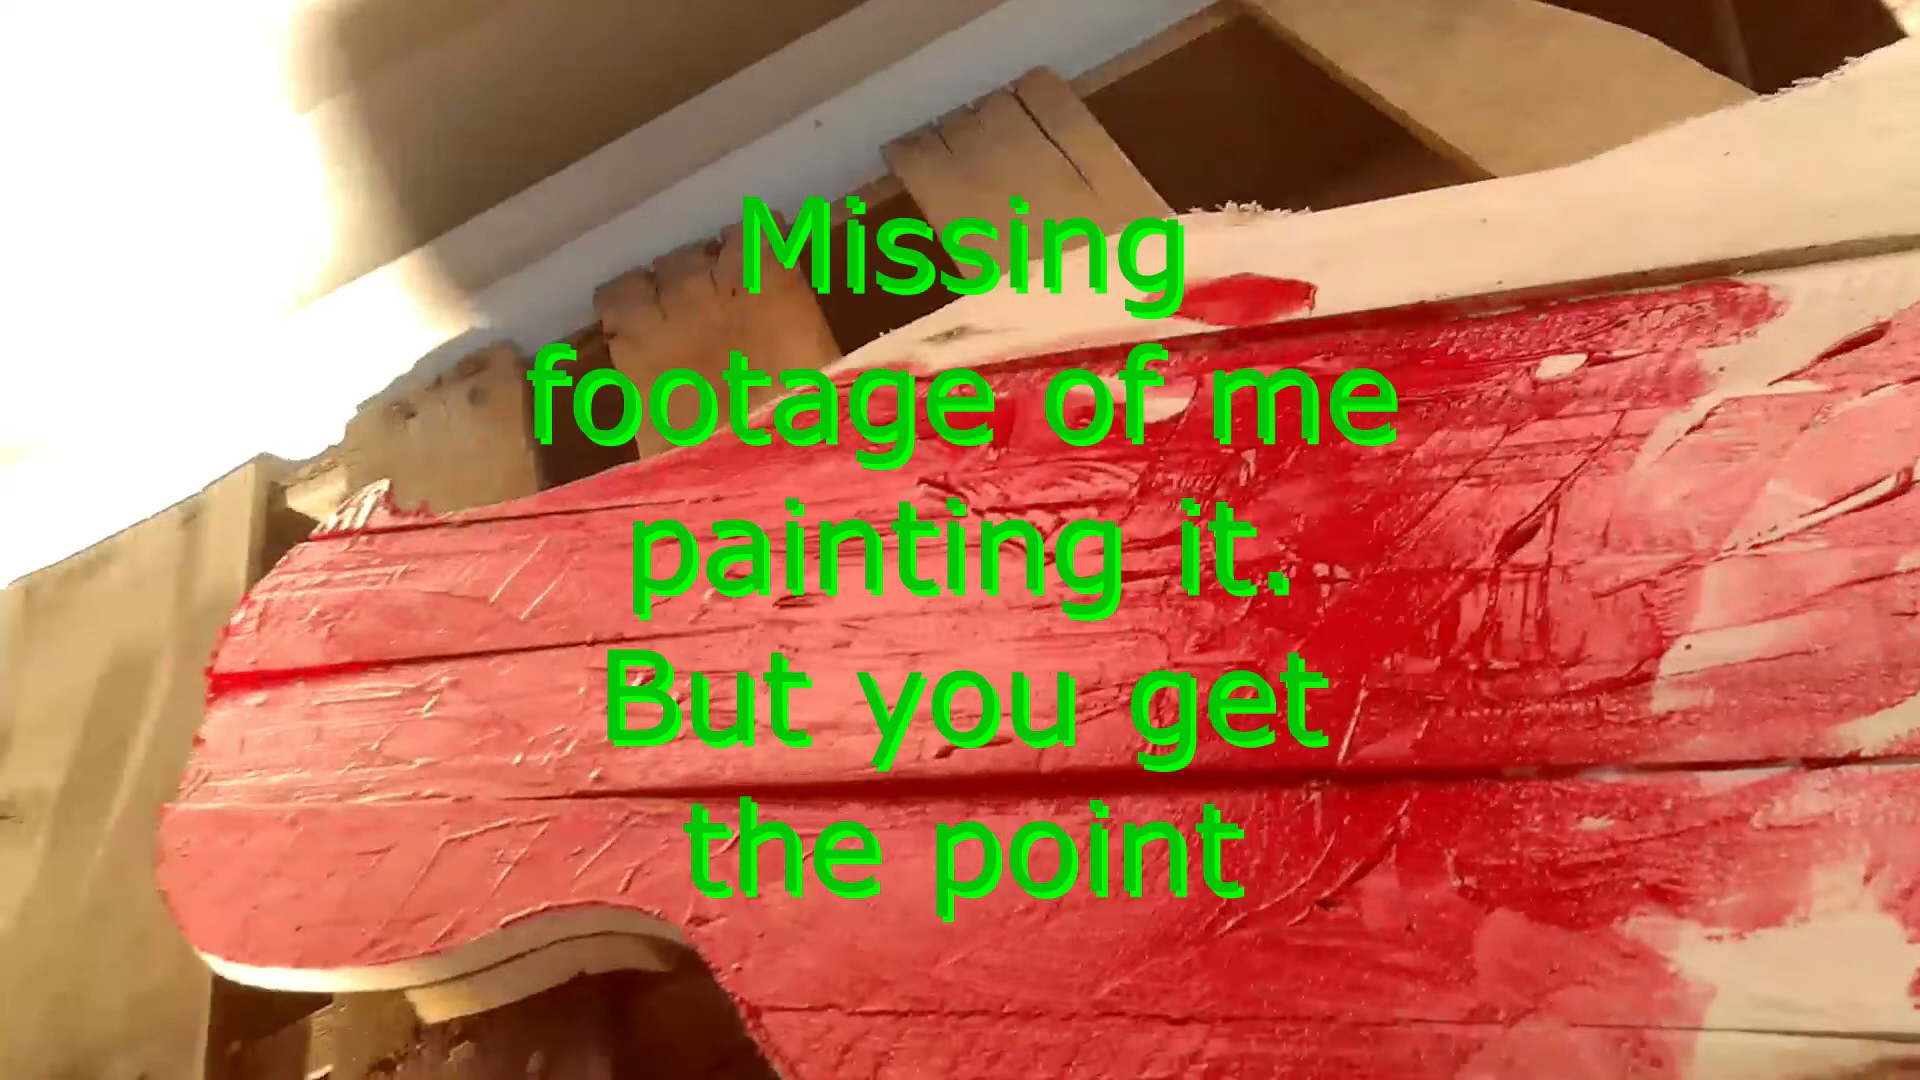 Missing
footage of me
painting it.
But you get
the point